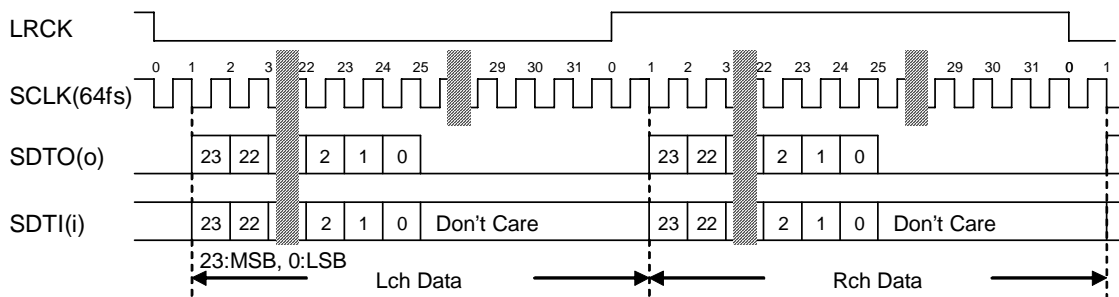 LRCK
0 1 2 3 22 23 24 25 29 30 31 0 1 2 3 22 23 24 25 29 30 31 0 1
SCLK(64fs)
SDTO(o) 23 22 2 1 0 23 22 2 1 0
SDTI(i) 23 22 2 1 0 Don't Care 23 22 2 1 0 Don't Care
23:MSB, 0:LSB
Lch Data Rch Data